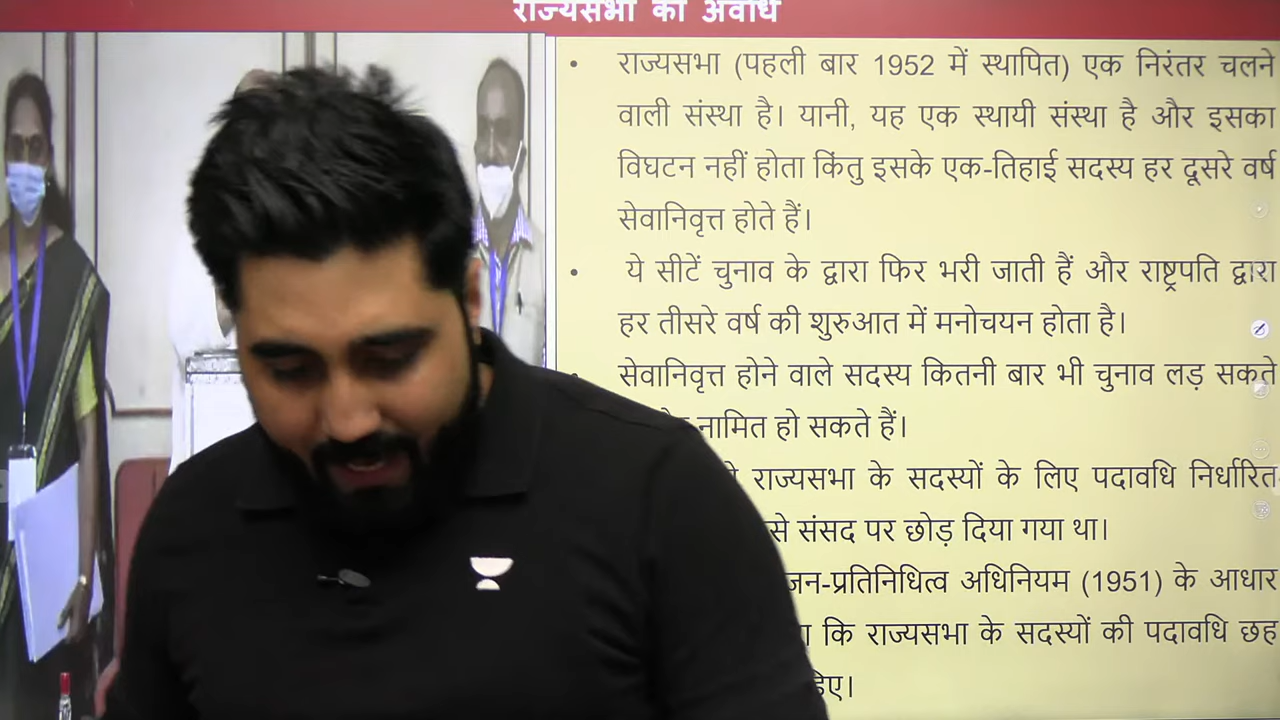 राज्यसभा की अवधि
• राज्यसभा (पहली बार 1952 में स्थापित) एक निरंतर चलने
वाली संस्था है। यानी, यह एक स्थायी संस्था है और इसका
विघटन नहीं होता किंतु इसके एक-तिहाई सदस्य हर दूसरे वर्ष
सेवानिवृत्त होते हैं।
• ये सीटें चुनाव के द्वारा फिर भरी जाती हैं और राष्ट्रपति द्वारा
हर तीसरे वर्ष की शुरुआत में मनोचयन होता है।
सेवानिवृत्त होने वाले सदस्य कितनी बार भी चुनाव लड़ सकते
नामित हो सकते हैं।
राज्यसभा के सदस्यों के लिए पदावधि निर्धारित
से संसद पर छोड़ दिया गया था।
जन-प्रतिनिधित्व अधिनियम (1951) के आधार
कि राज्यसभा के सदस्यों की पदावधि छह